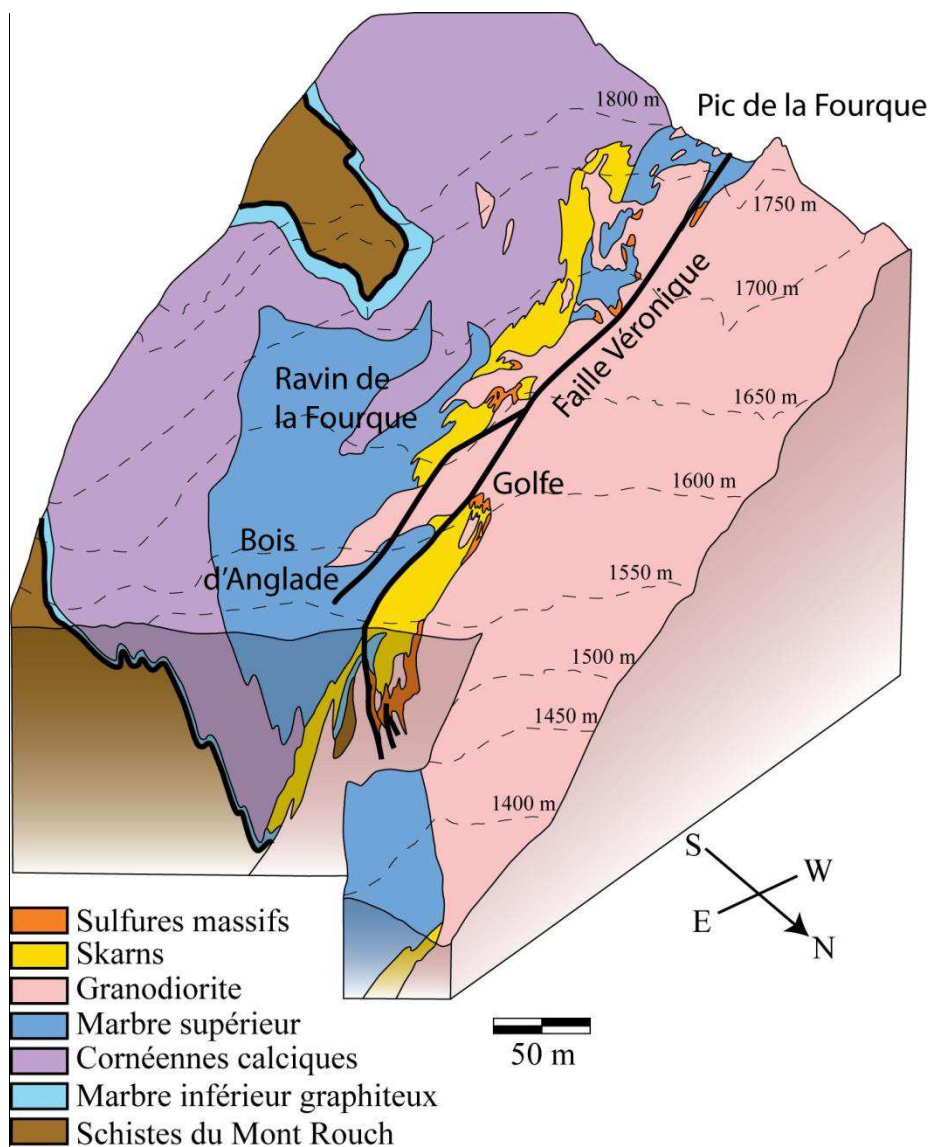 1800 m
Pic de la Fourque
1750 m
1700 m
Faille Véronique
Ravin de
la Fourque
1650 m
Golfe
1600 m
Bois
d'Anglade
1550 m
1500 m
1450 m
1400 m
S
W
E
N
Sulfures massifs
Skarns
Granodiorite
Marbre supérieur
Cornéennes calciques
Marbre inférieur graphiteux
Schistes du Mont Rouch
50 m